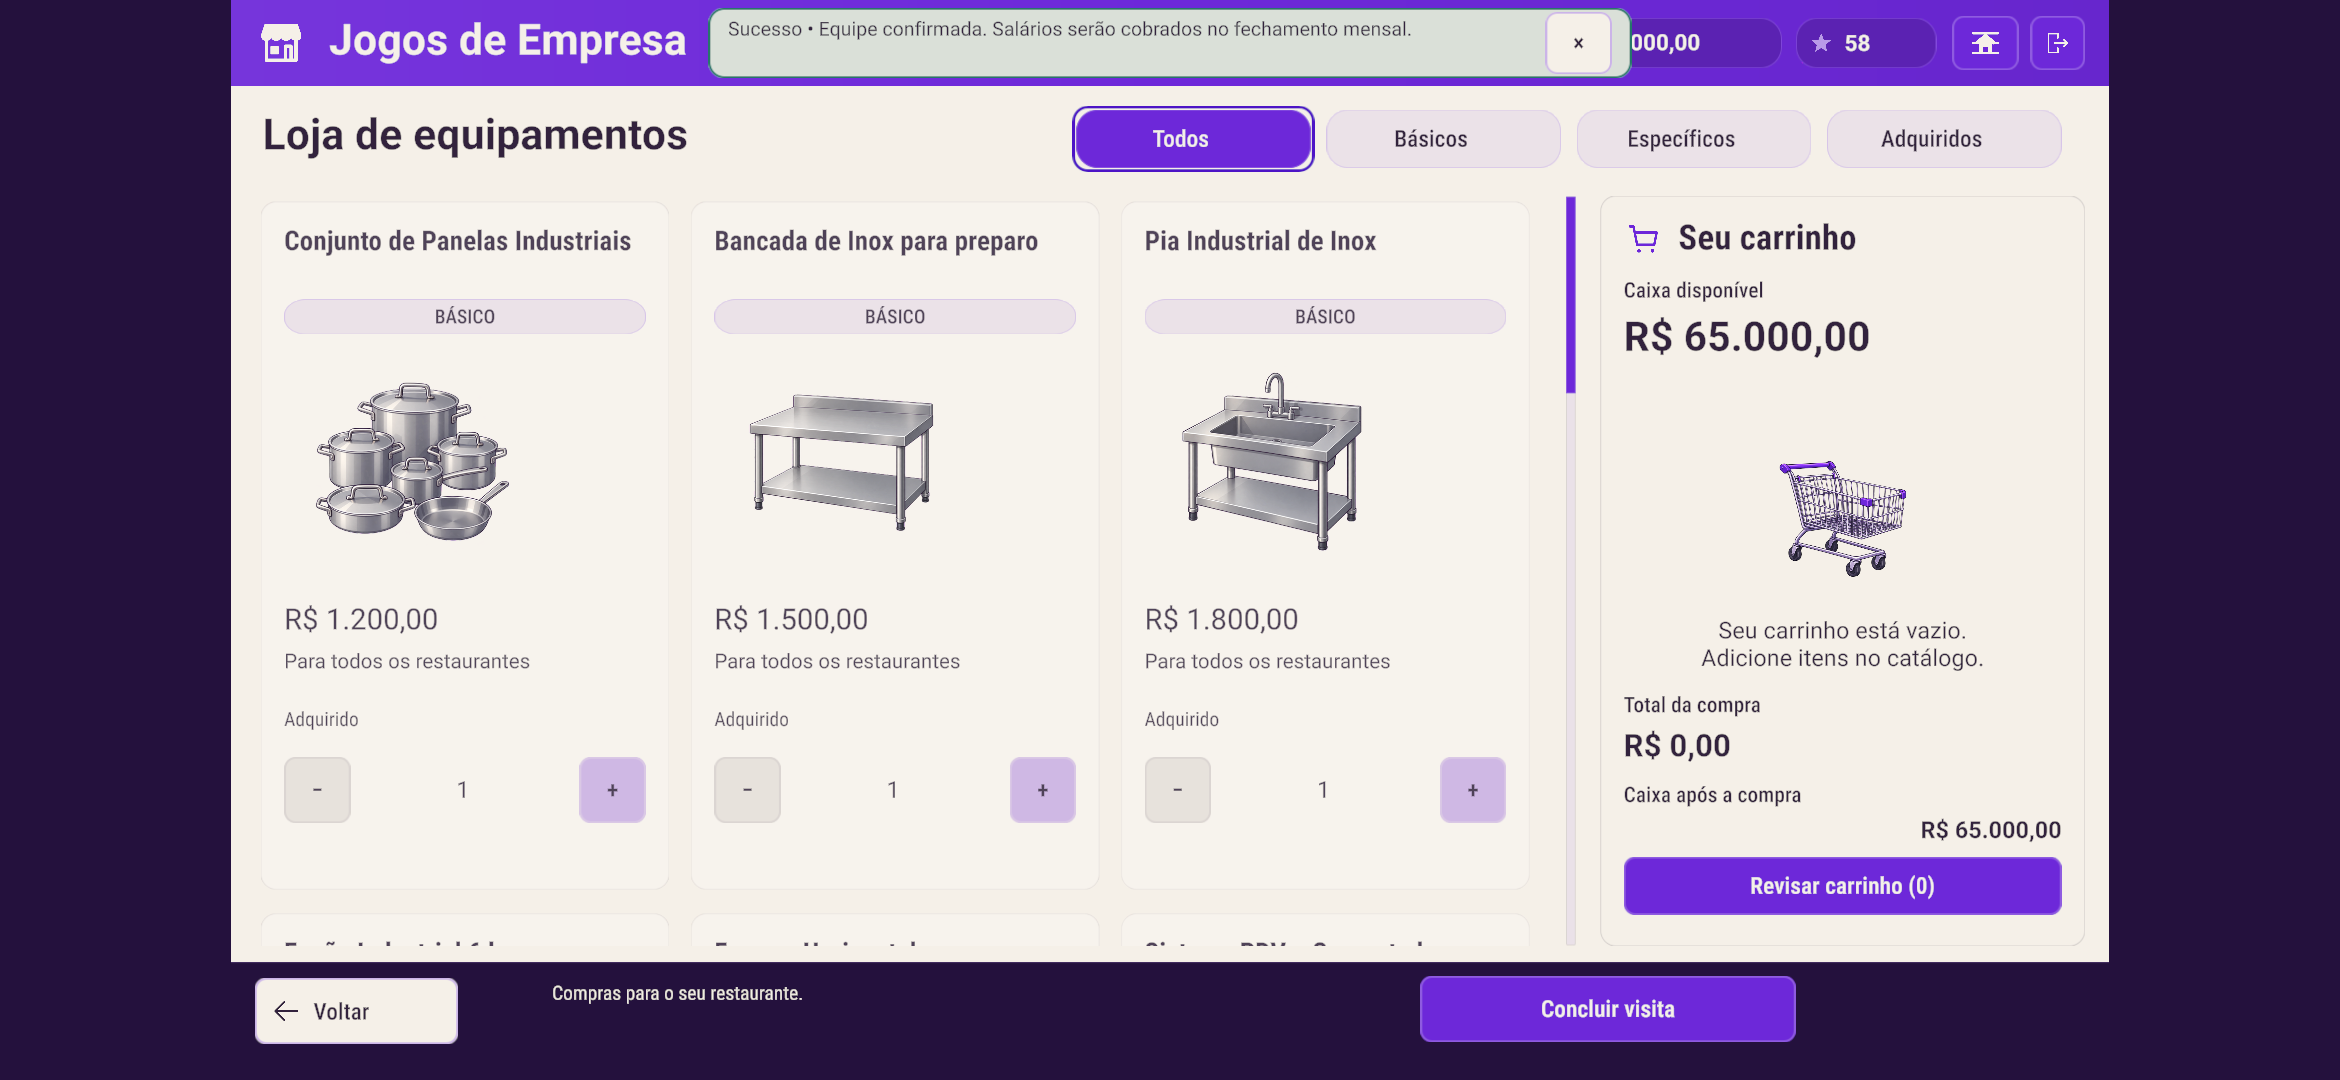 Jogos de Empresa
Sucesso • Equipe confirmada. Salários serão cobrados no fechamento mensal.
×
000,00
58
Loja de equipamentos
Todos
Básicos
Específicos
Adquiridos
Conjunto de Panelas Industriais
BÁSICO
R$ 1.200,00
Para todos os restaurantes
Adquirido
- 1 +
Bancada de Inox para preparo
BÁSICO
R$ 1.500,00
Para todos os restaurantes
Adquirido
- 1 +
Pia Industrial de Inox
BÁSICO
R$ 1.800,00
Para todos os restaurantes
Adquirido
- 1 +
Seu carrinho
Caixa disponível
R$ 65.000,00
Seu carrinho está vazio.
Adicione itens no catálogo.
Total da compra
R$ 0,00
Caixa após a compra
R$ 65.000,00
Revisar carrinho (0)
Voltar
Compras para o seu restaurante.
Concluir visita